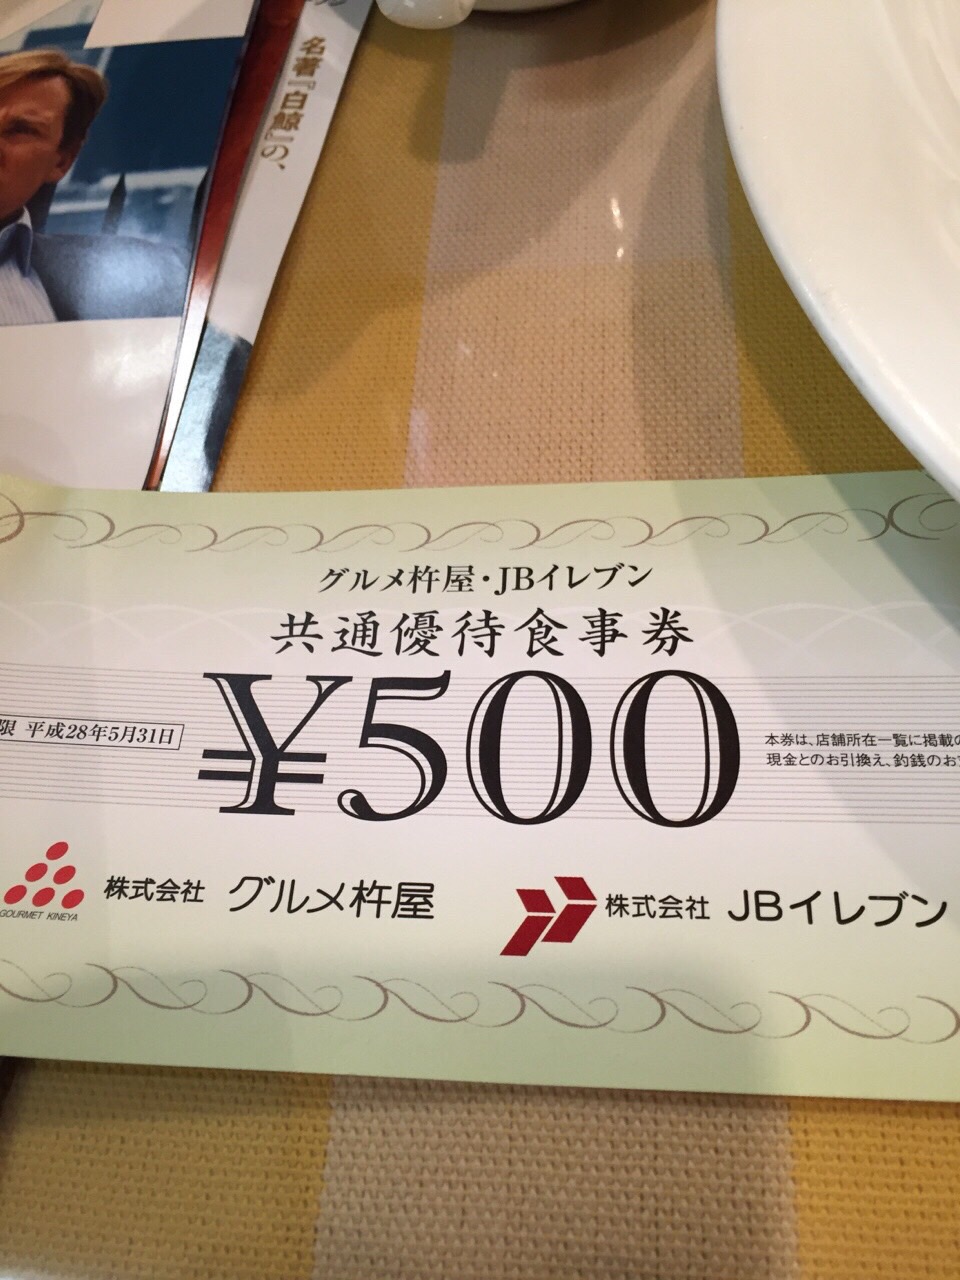 名著『白鯨』の、
グルメ杵屋・JBイレブン
共通優待食事券
¥500
限 平成28年5月31日
本券は、店舗所在一覧に掲載の
現金とのお引換え、釣銭のお
株式会社 グルメ杵屋
GOURMET KINEYA
株式会社 JBイレブン